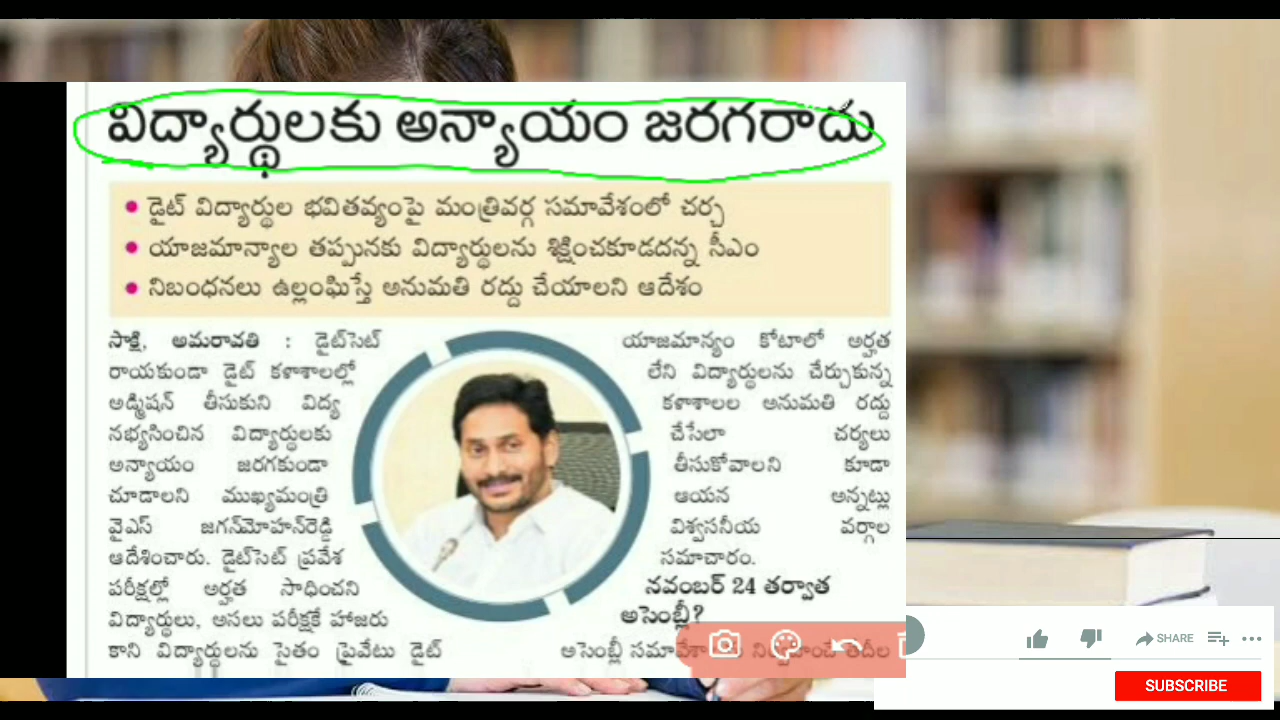 విద్యార్థులకు అన్యాయం జరగరాదు
• డైట్ విద్యార్థుల భవితవ్యంపై మంత్రివర్గ సమావేశంలో చర్చ
• యాజమాన్యాల తప్పునకు విద్యార్థులను శిక్షించకూడదన్న సీఎం
• నిబంధనలు ఉల్లంఘిస్తే అనుమతి రద్దు చేయాలని ఆదేశం
సాక్షి, అమరావతి : డైట్‌సెట్
రాయకుండా డైట్ కళాశాలల్లో
అడ్మిషన్ తీసుకుని విద్య
నభ్యసించిన విద్యార్థులకు
అన్యాయం జరగకుండా
చూడాలని ముఖ్యమంత్రి
వైఎస్ జగన్‌మోహన్‌రెడ్డి
ఆదేశించారు. డైట్‌సెట్ ప్రవేశ
పరీక్షల్లో అర్హత సాధించని
విద్యార్థులు, అసలు పరీక్షకే హాజరు
కాని విద్యార్థులను సైతం ప్రైవేటు డైట్
యాజమాన్యం కోటాలో అర్హత
లేని విద్యార్థులను చేర్చుకున్న
కళాశాలల అనుమతి రద్దు
చేసేలా చర్యలు
తీసుకోవాలని కూడా
ఆయన అన్నట్లు
విశ్వసనీయ వర్గాల
సమాచారం.
నవంబర్ 24 తర్వాత
అసెంబ్లీ?
అసెంబ్లీ సమావేశాలను నిర్వహించే తేదీల
SHARE
SUBSCRIBE